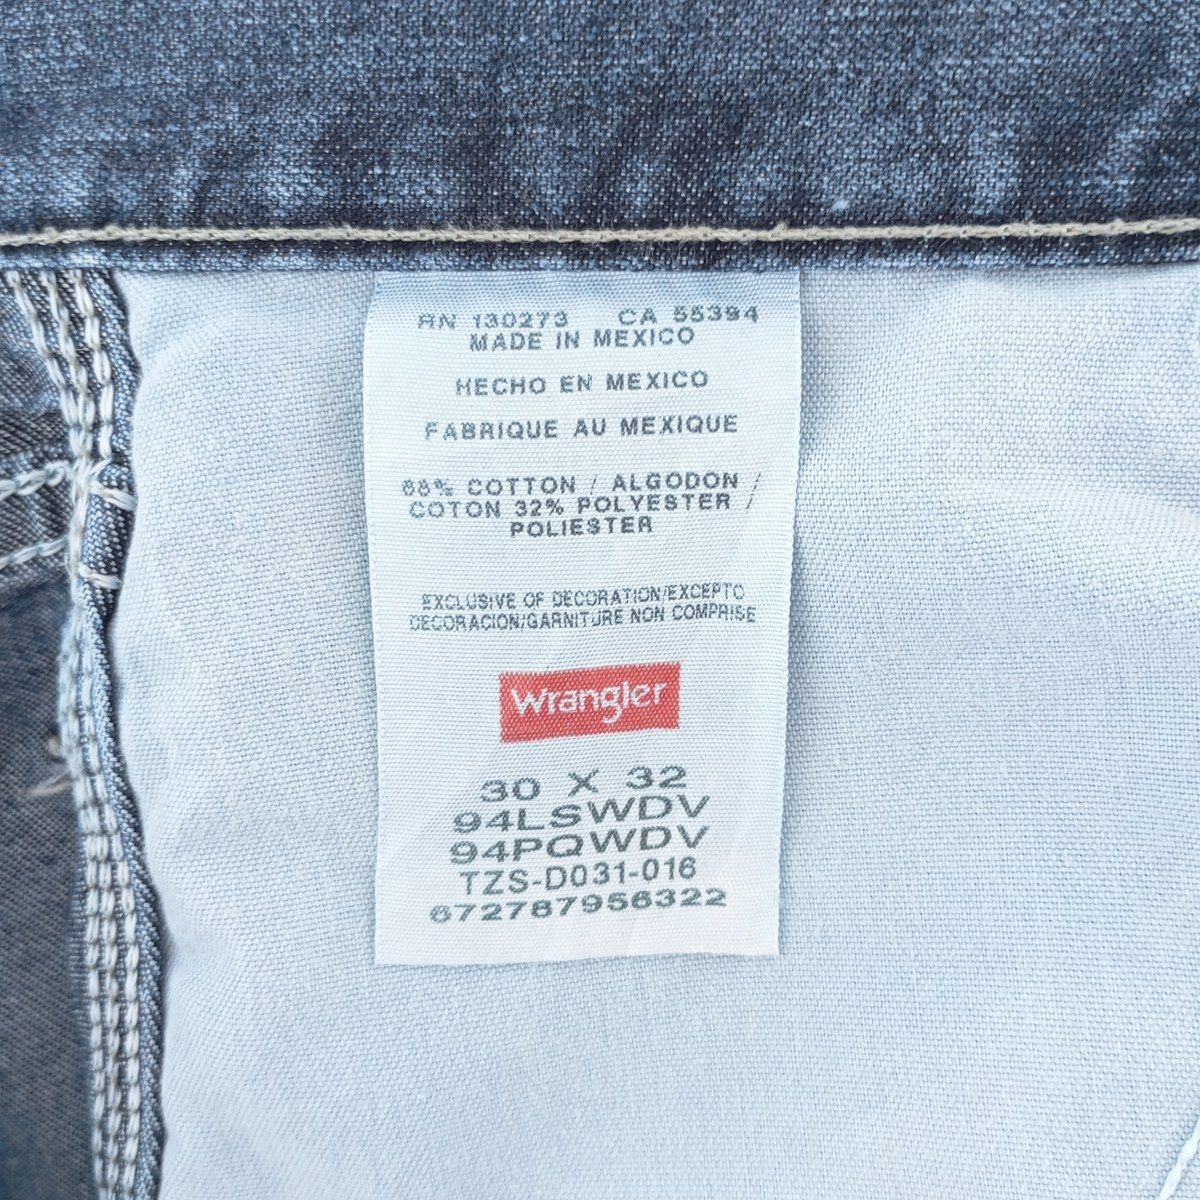 RN 130273 CA 55394
MADE IN MEXICO
HECHO EN MEXICO
FABRIQUE AU MEXIQUE
68% COTTON / ALGODON /
COTON 32% POLYESTER /
POLIESTER
EXCLUSIVE OF DECORATION/EXCEPTO
DECORACION/GARNITURE NON COMPRISE
Wrangler
30 X 32
94LSWDV
94PQWDV
TZS-D031-016
672787956322